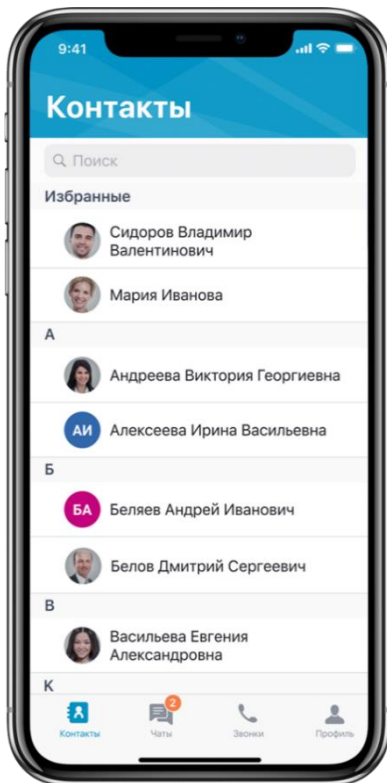 9:41
Контакты
Поиск
Избранные
Сидоров Владимир
Валентинович
Мария Иванова
А
Андреева Виктория Георгиевна
АИ Алексеева Ирина Васильевна
Б
БА Беляев Андрей Иванович
Белов Дмитрий Сергеевич
В
Васильева Евгения
Александровна
К
2
Контакты Чаты Звонки Профиль